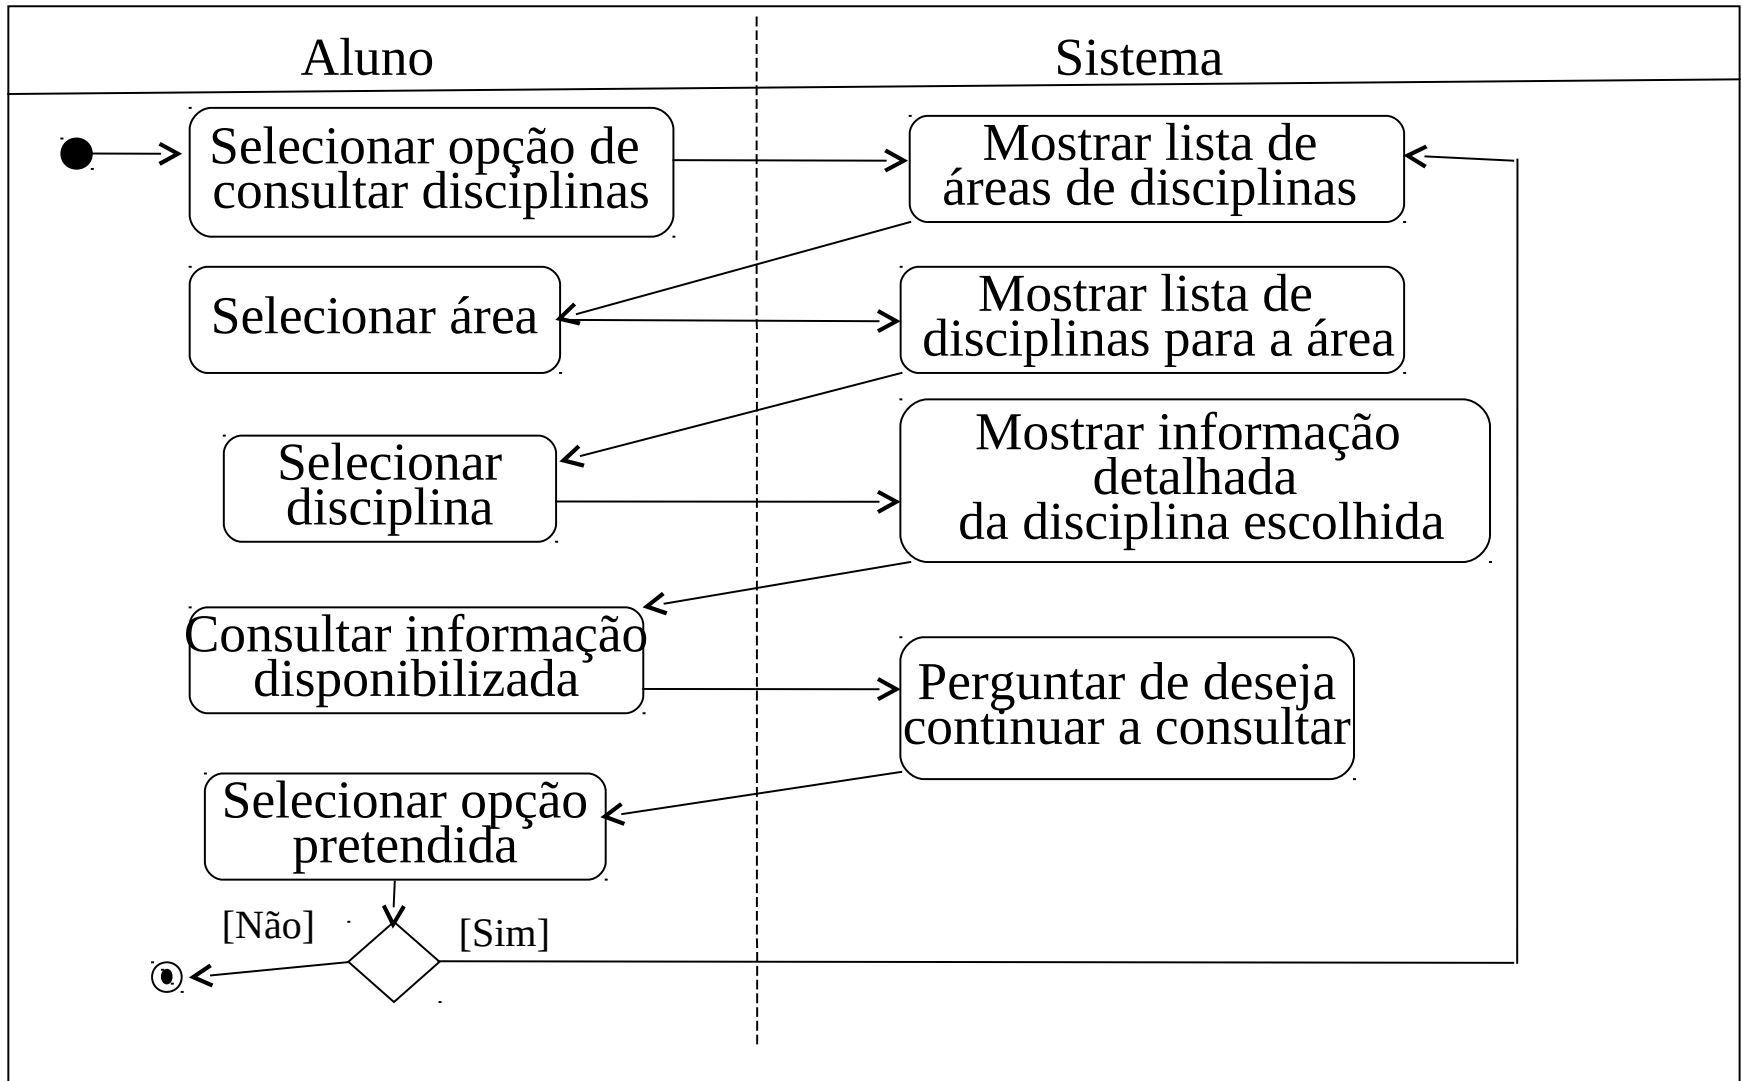 Aluno
Sistema
Selecionar opção de
consultar disciplinas
Mostrar lista de
áreas de disciplinas
Selecionar área
Mostrar lista de
disciplinas para a área
Selecionar
disciplina
Mostrar informação
detalhada
da disciplina escolhida
Consultar informação
disponibilizada
Perguntar de deseja
continuar a consultar
Selecionar opção
pretendida
[Não]
[Sim]